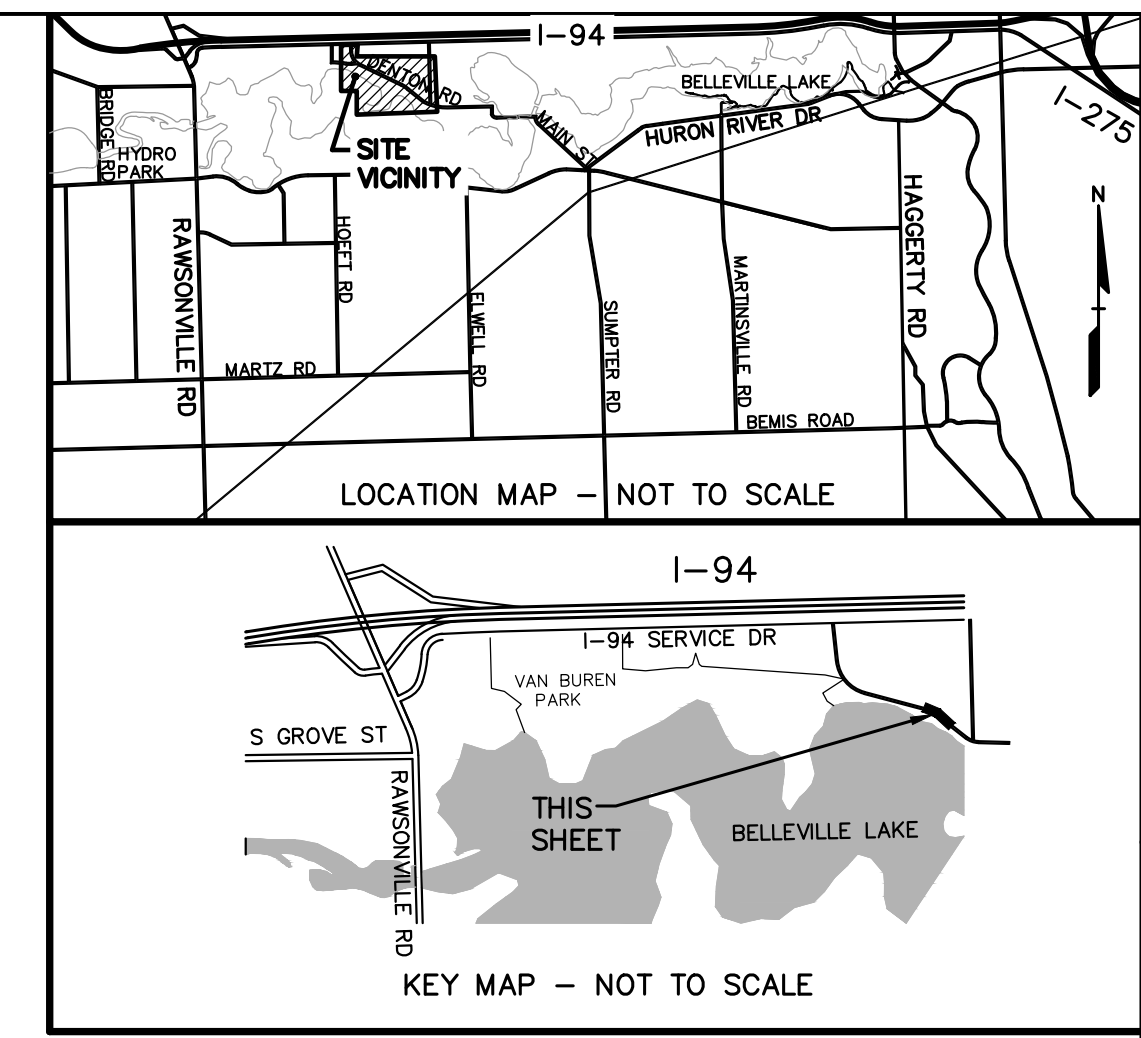 I-94
DENTON RD
BELLEVILLE LAKE
I-275
BRIDGE RD
HYDRO
PARK
MAIN ST
HURON RIVER DR
SITE
VICINITY
N
RAWSONVILLE RD
HOEFT RD
ELWELL RD
SUMPTER RD
MARTINSVILLE RD
HAGGERTY RD
MARTZ RD
BEMIS ROAD
LOCATION MAP - NOT TO SCALE
I-94
I-94 SERVICE DR
VAN BUREN
PARK
S GROVE ST
RAWSONVILLE RD
THIS
SHEET
BELLEVILLE LAKE
KEY MAP - NOT TO SCALE